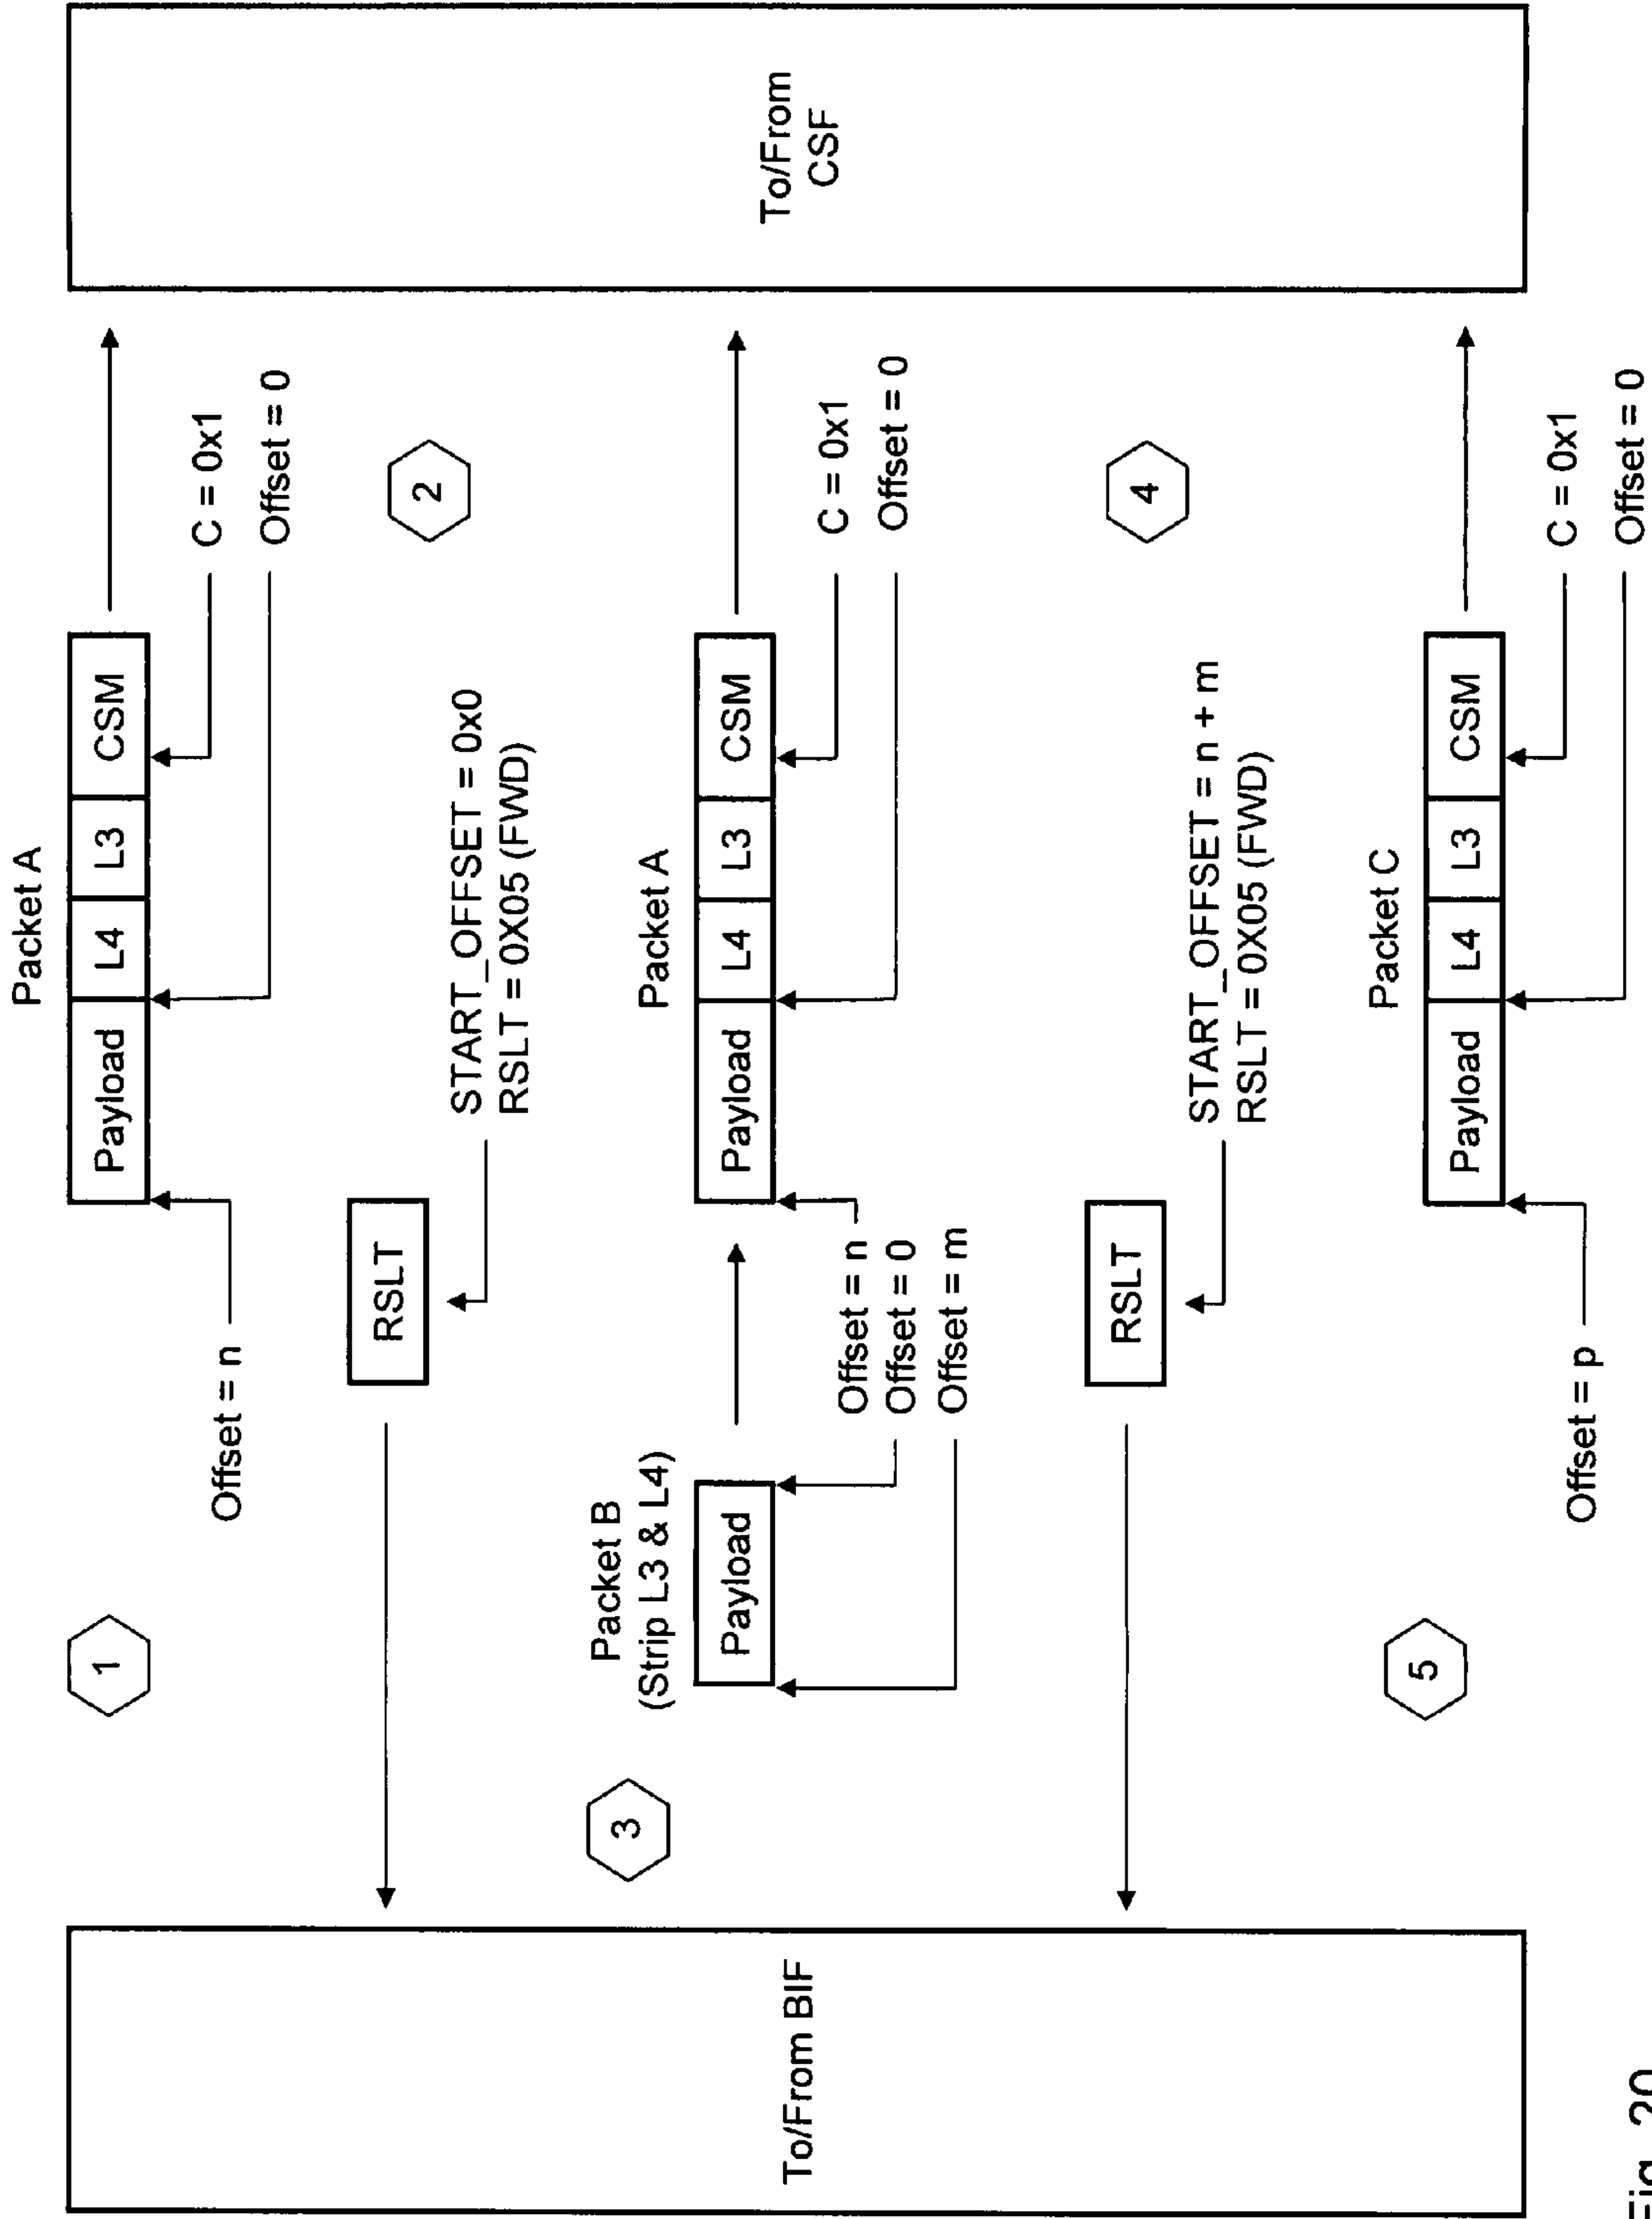 To/From BIF
To/From
CSF
1
Packet A
Payload
L4
L3
CSM
Offset = n
C = 0x1
Offset = 0
2
RSLT
START_OFFSET = 0x0
RSLT = 0X05 (FWD)
3
Packet B
(Strip L3 & L4)
Payload
Packet A
Payload
L4
L3
CSM
Offset = n
Offset = 0
Offset = m
C = 0x1
Offset = 0
4
RSLT
START_OFFSET = n + m
RSLT = 0X05 (FWD)
5
Packet C
Payload
L4
L3
CSM
Offset = p
C = 0x1
Offset = 0
Fig. 20